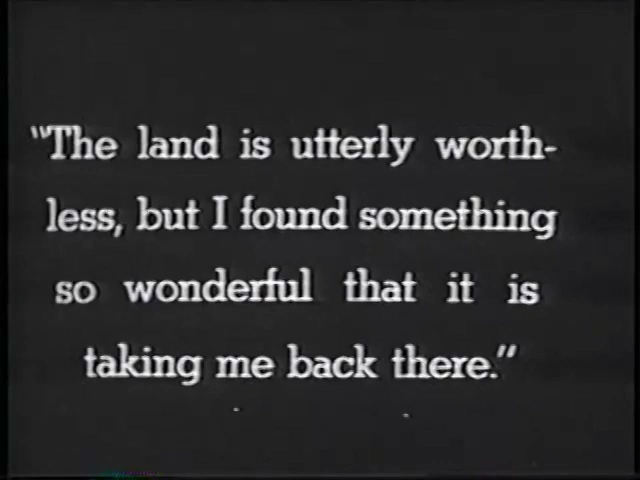 "The land is utterly worth-
less, but I found something
so wonderful that it is
taking me back there."